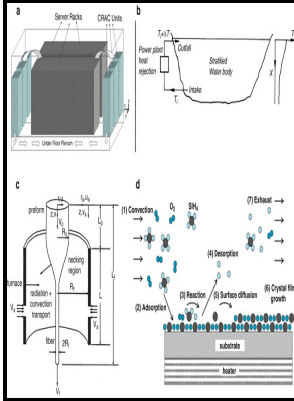 a
Server Racks
CRAC Units
Under Floor Plenum
b
Outfall
Power plant
heat
rejection
Intake
Stratified
Water body
T
X
c
preform
necking
region
furnace
radiation +
convection
transport
fiber
d
(1) Convection
O₂
SiH₄
(7) Exhaust
(4) Desorption
(2) Adsorption
(3) Reaction
(5) Surface diffusion
(6) Crystal film
growth
substrate
heater